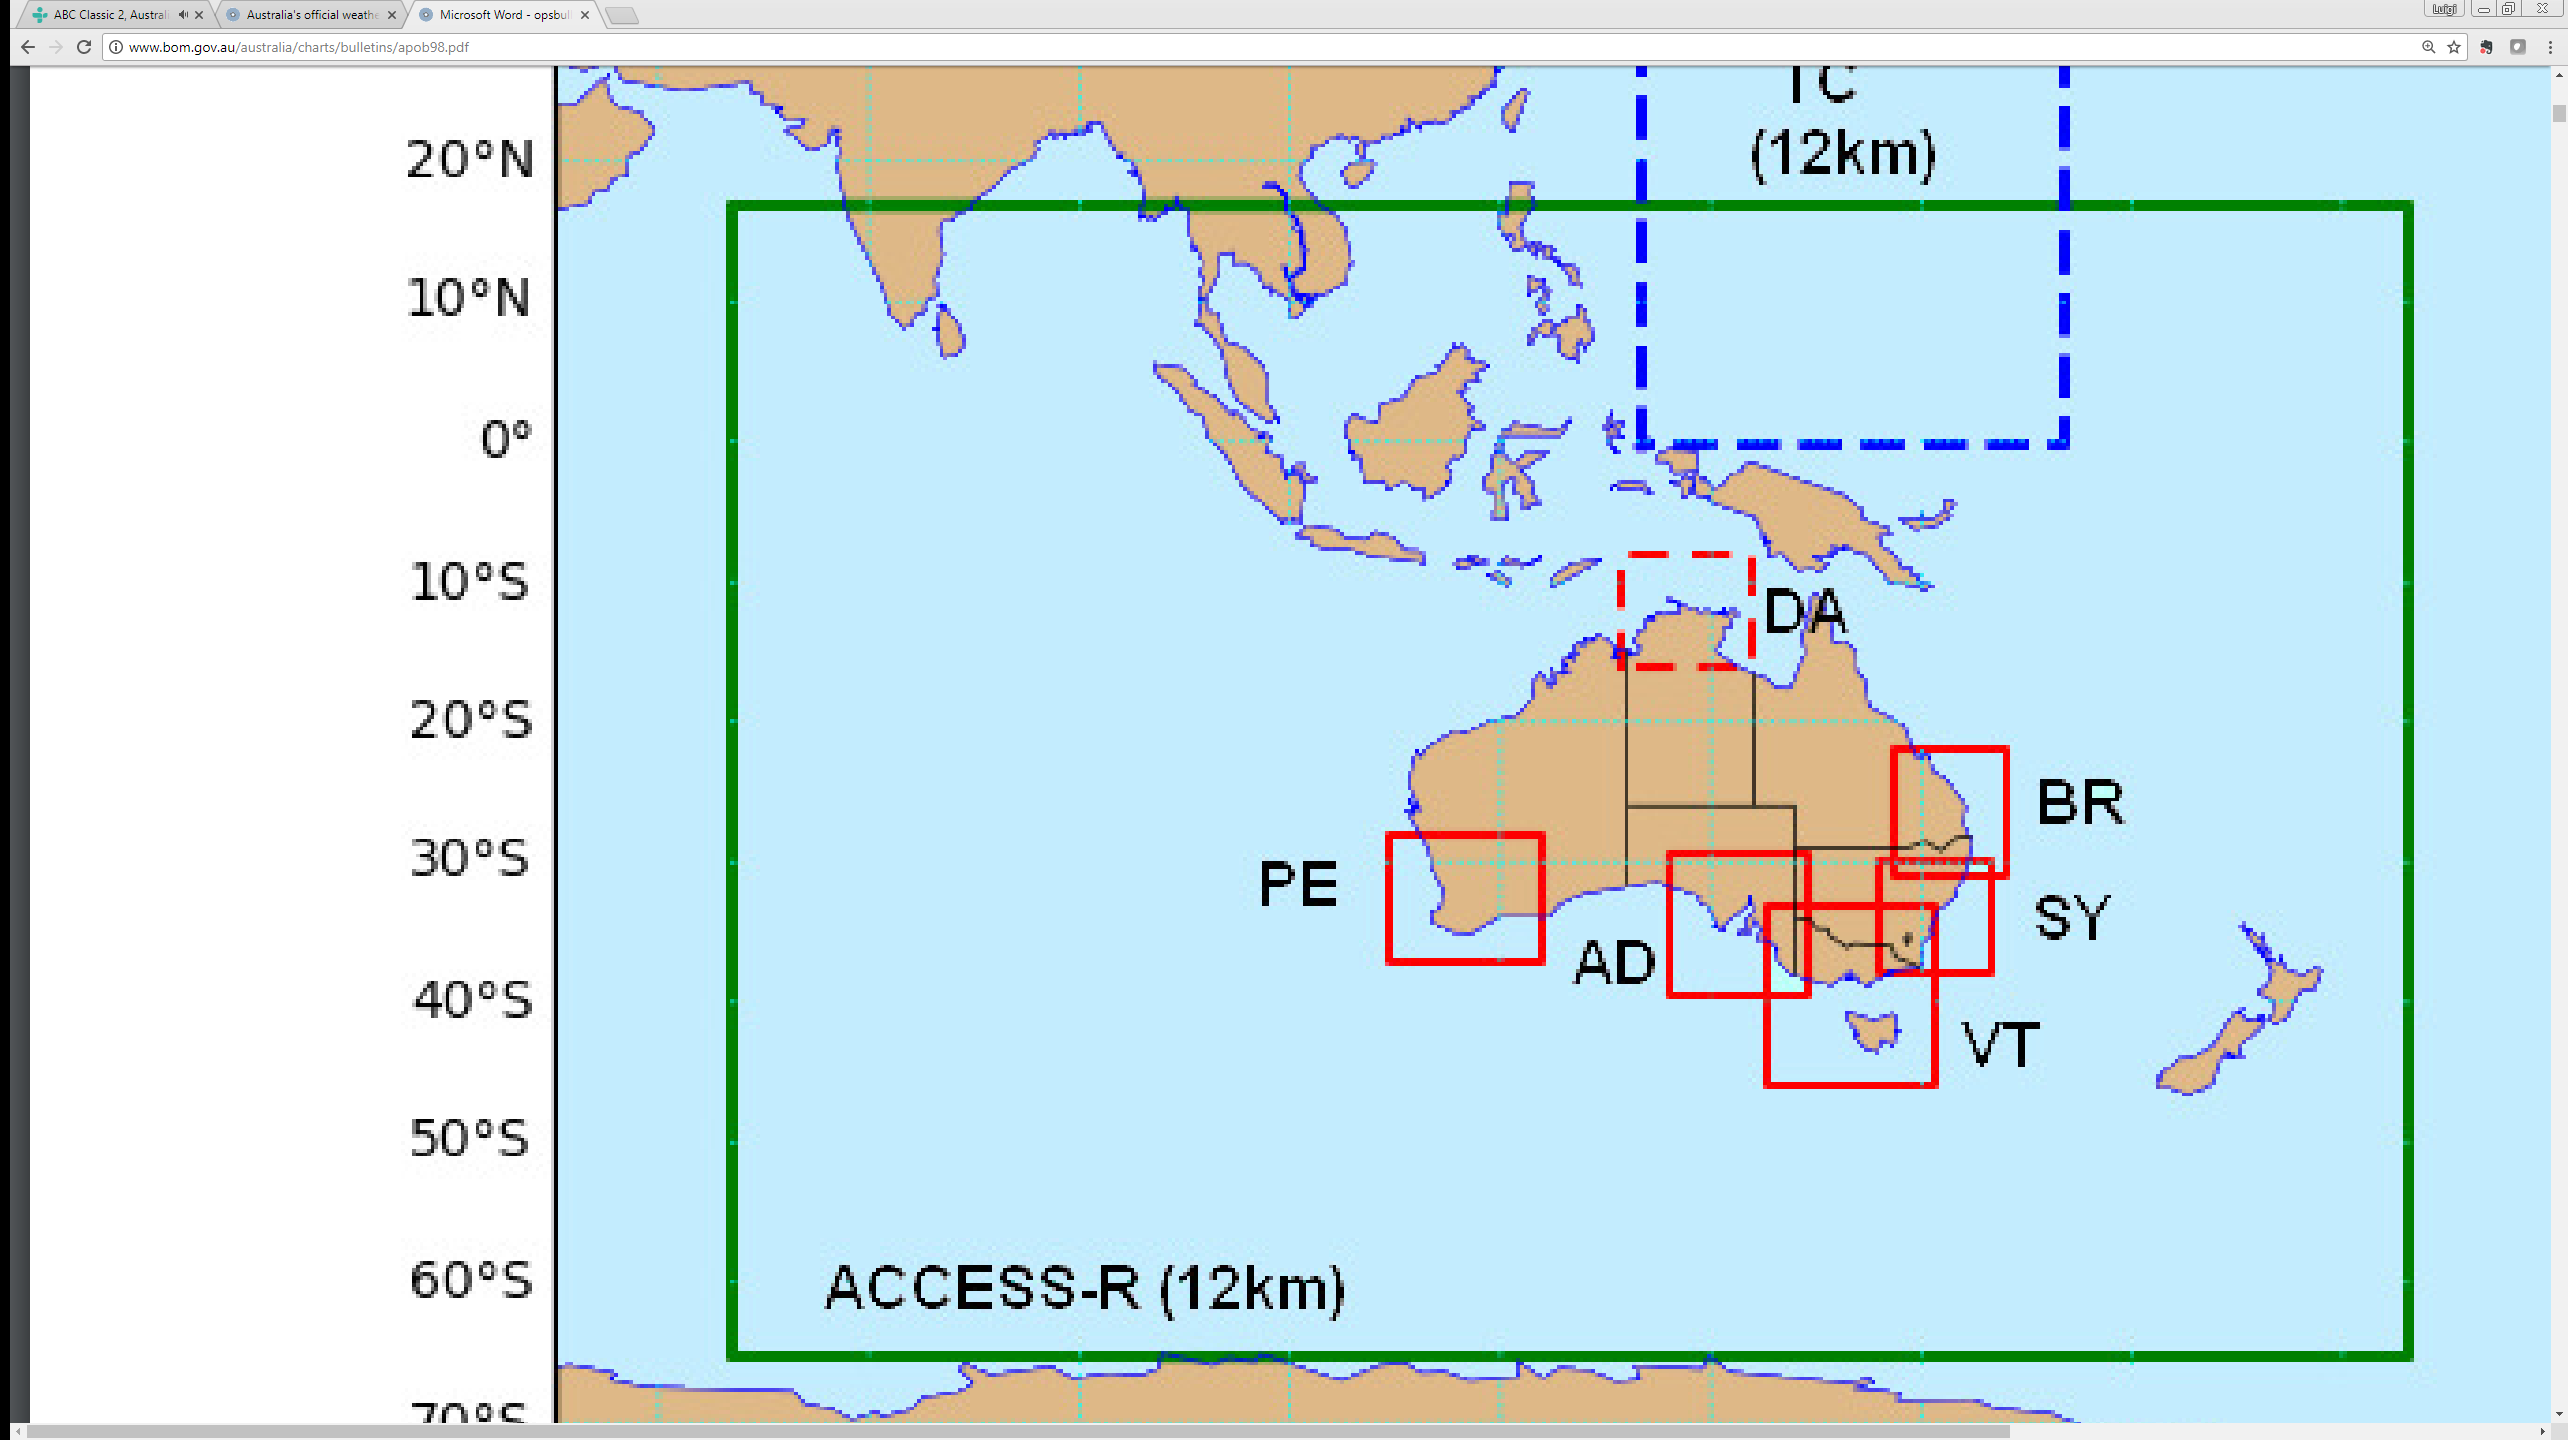 ABC Classic 2, Austral
Australia's official weathe
Microsoft Word - opsbul
Luigi
www.bom.gov.au/australia/charts/bulletins/apob98.pdf
TC
(12km)
20°N
10°N
0°
10°S
DA
20°S
BR
30°S
PE
SY
AD
40°S
VT
50°S
60°S
ACCESS-R (12km)
70°S